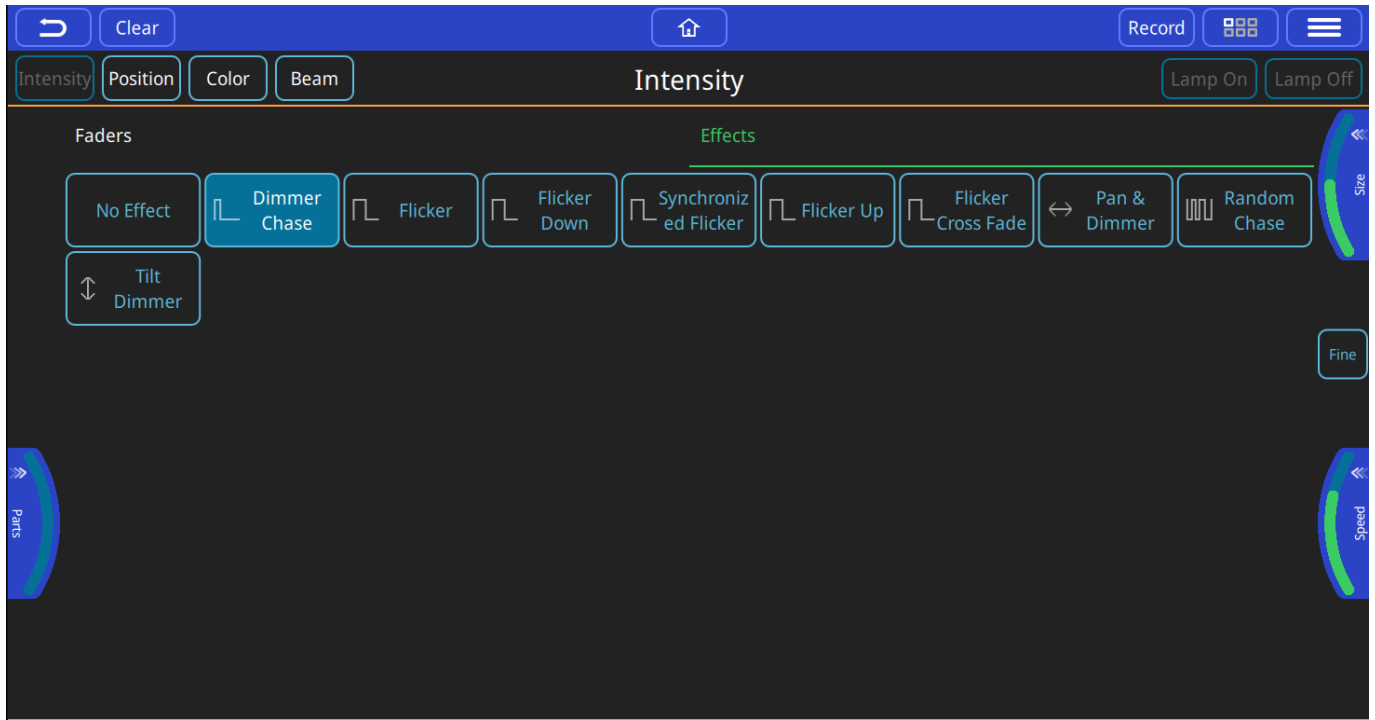 Clear
Record
Intensity
Position
Color
Beam
Intensity
Lamp On
Lamp Off
Faders
Effects
No Effect
Dimmer
Chase
Flicker
Flicker
Down
Synchroniz
ed Flicker
Flicker Up
Flicker
Cross Fade
Pan &
Dimmer
Random
Chase
Size
Tilt
Dimmer
Fine
Parts
Speed